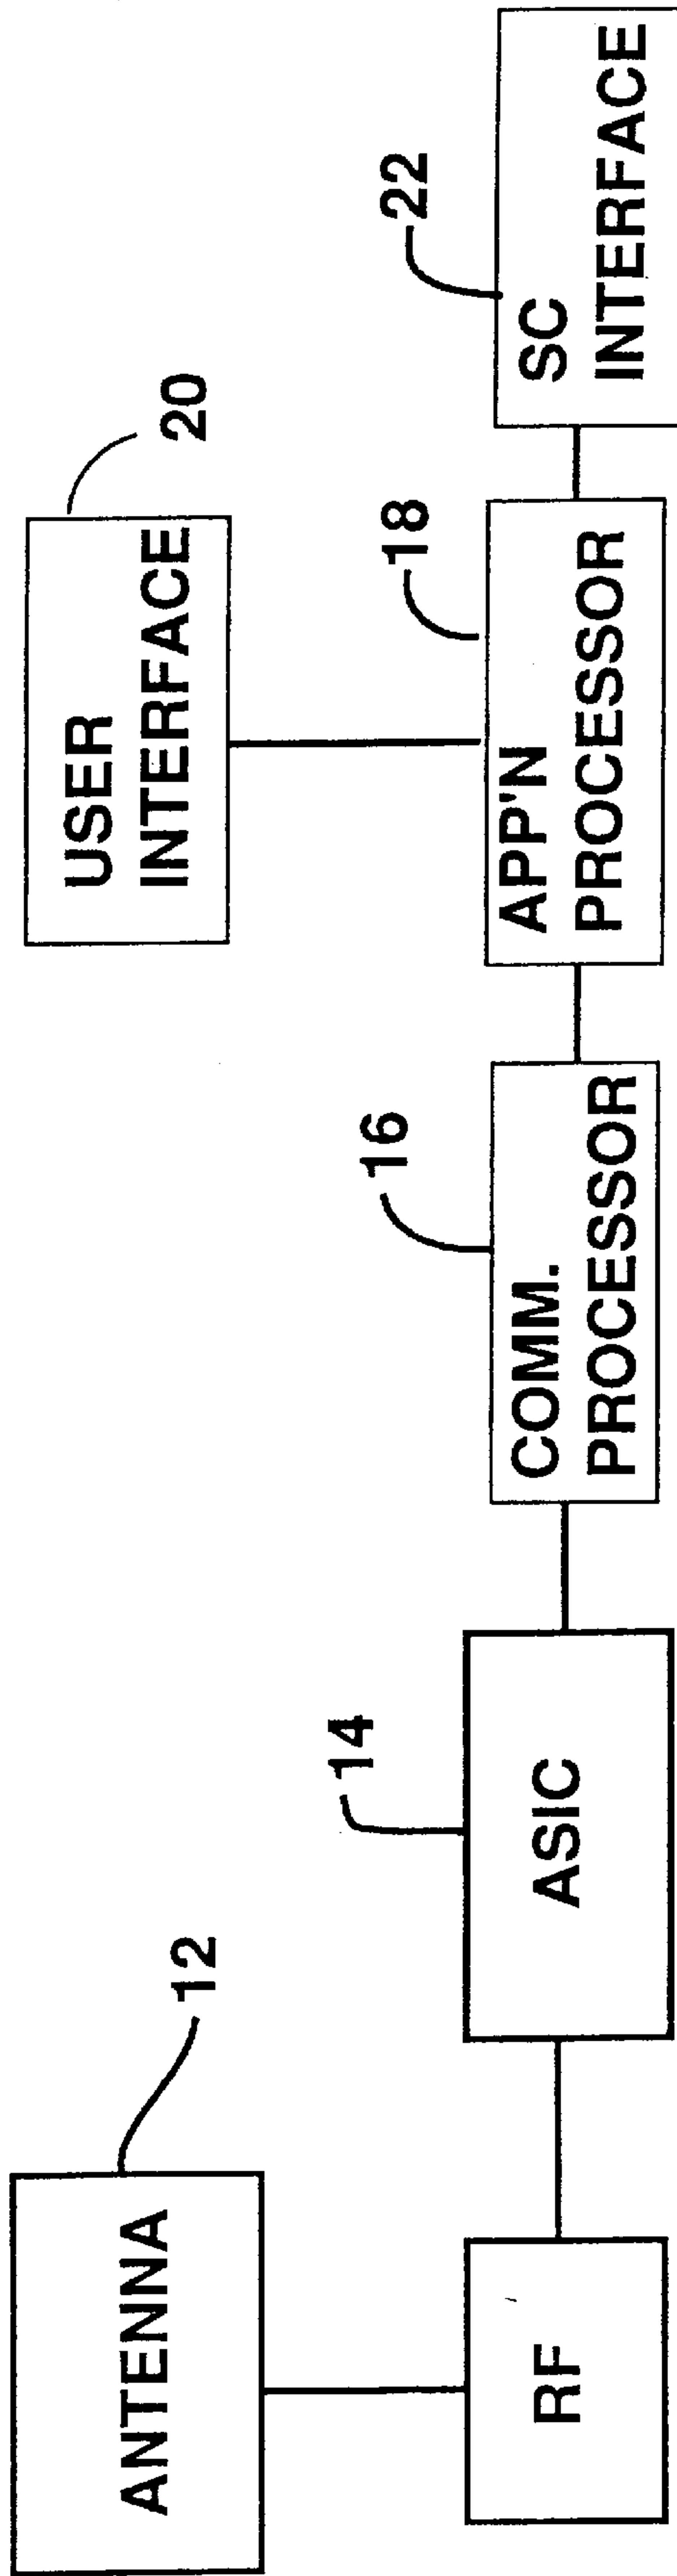 ANTENNA
12
RF
ASIC
14
COMM.
PROCESSOR
16
USER
INTERFACE
20
APP'N
PROCESSOR
18
SC
INTERFACE
22